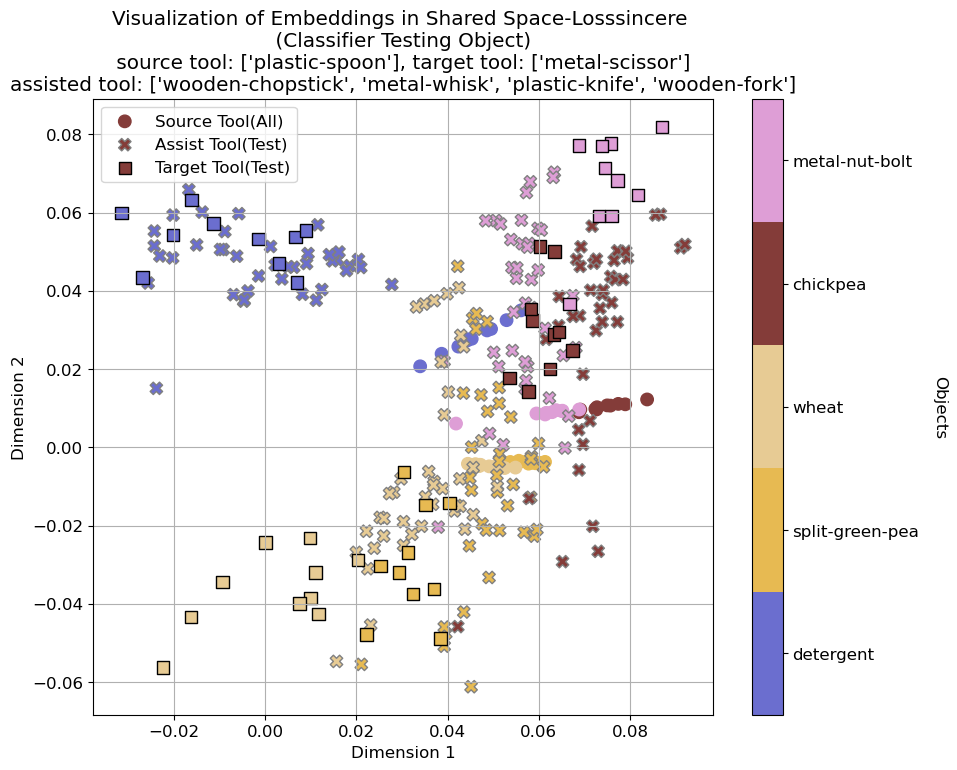 Visualization of Embeddings in Shared Space-Losssincere
(Classifier Testing Object)
source tool: ['plastic-spoon'], target tool: ['metal-scissor']
assisted tool: ['wooden-chopstick', 'metal-whisk', 'plastic-knife', 'wooden-fork']
Source Tool(All)
Assist Tool(Test)
Target Tool(Test)
0.08
0.06
0.04
0.02
0.00
−0.02
−0.04
−0.06
Dimension 2
−0.02
0.00
0.02
0.04
0.06
0.08
Dimension 1
metal-nut-bolt
chickpea
wheat
split-green-pea
detergent
Objects